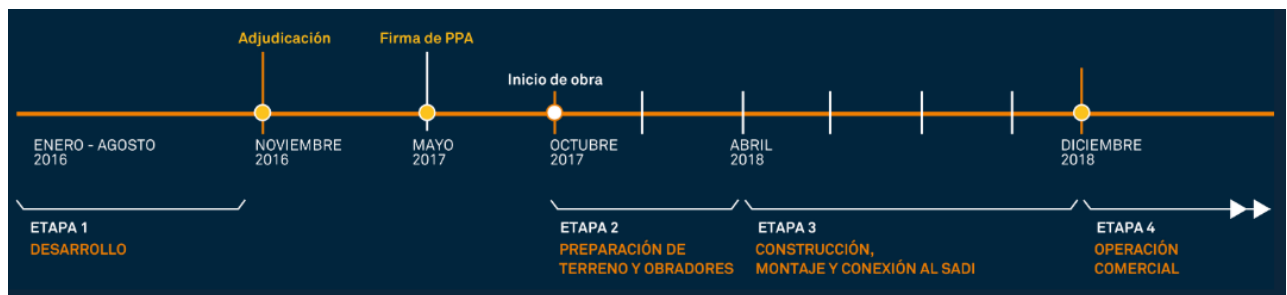 Adjudicación
Firma de PPA
Inicio de obra
ENERO - AGOSTO
2016
NOVIEMBRE
2016
MAYO
2017
OCTUBRE
2017
ABRIL
2018
DICIEMBRE
2018
ETAPA 1
DESARROLLO
ETAPA 2
PREPARACIÓN DE
TERRENO Y OBRADORES
ETAPA 3
CONSTRUCCIÓN,
MONTAJE Y CONEXIÓN AL SADI
ETAPA 4
OPERACIÓN
COMERCIAL